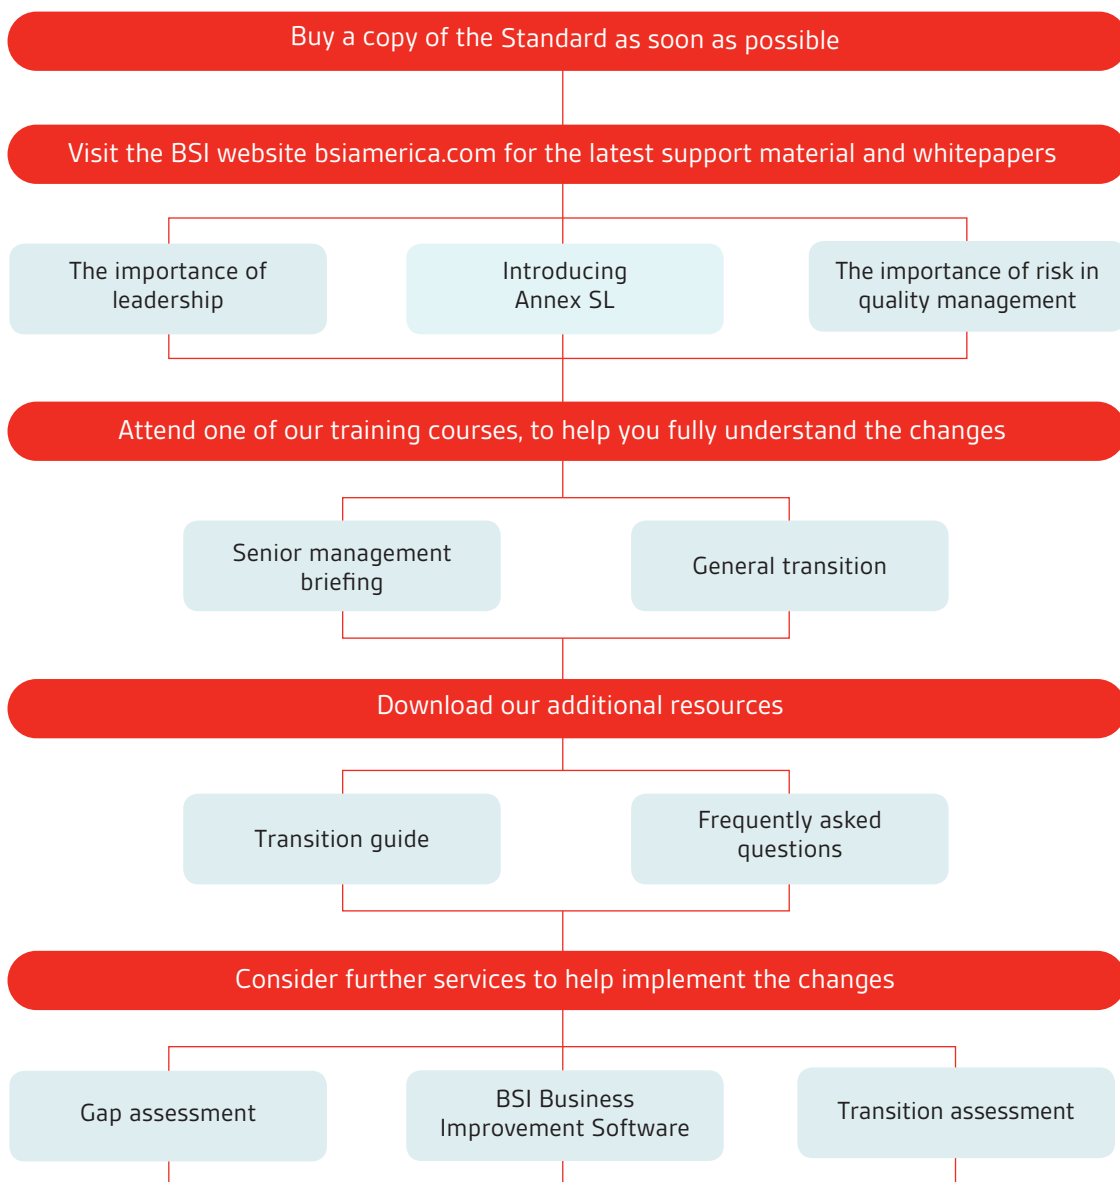 Buy a copy of the Standard as soon as possible
Visit the BSI website bsiamerica.com for the latest support material and whitepapers
The importance of
leadership
Introducing
Annex SL
The importance of risk in
quality management
Attend one of our training courses, to help you fully understand the changes
Senior management
briefing
General transition
Download our additional resources
Transition guide
Frequently asked
questions
Consider further services to help implement the changes
Gap assessment
BSI Business
Improvement Software
Transition assessment